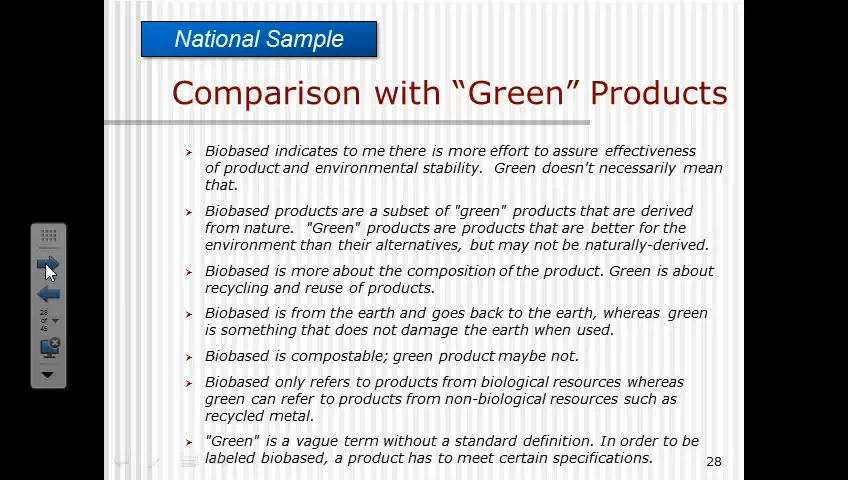 National Sample
Comparison with “Green” Products
Biobased indicates to me there is more effort to assure effectiveness
of product and environmental stability.  Green doesn't necessarily mean
that.
Biobased products are a subset of "green" products that are derived
from nature.  "Green" products are products that are better for the
environment than their alternatives, but may not be naturally-derived.
Biobased is more about the composition of the product. Green is about
recycling and reuse of products.
Biobased is from the earth and goes back to the earth, whereas green
is something that does not damage the earth when used.
Biobased is compostable; green product maybe not.
Biobased only refers to products from biological resources whereas
green can refer to products from non-biological resources such as
recycled metal.
"Green" is a vague term without a standard definition. In order to be
labeled biobased, a product has to meet certain specifications.
28
28
of
45